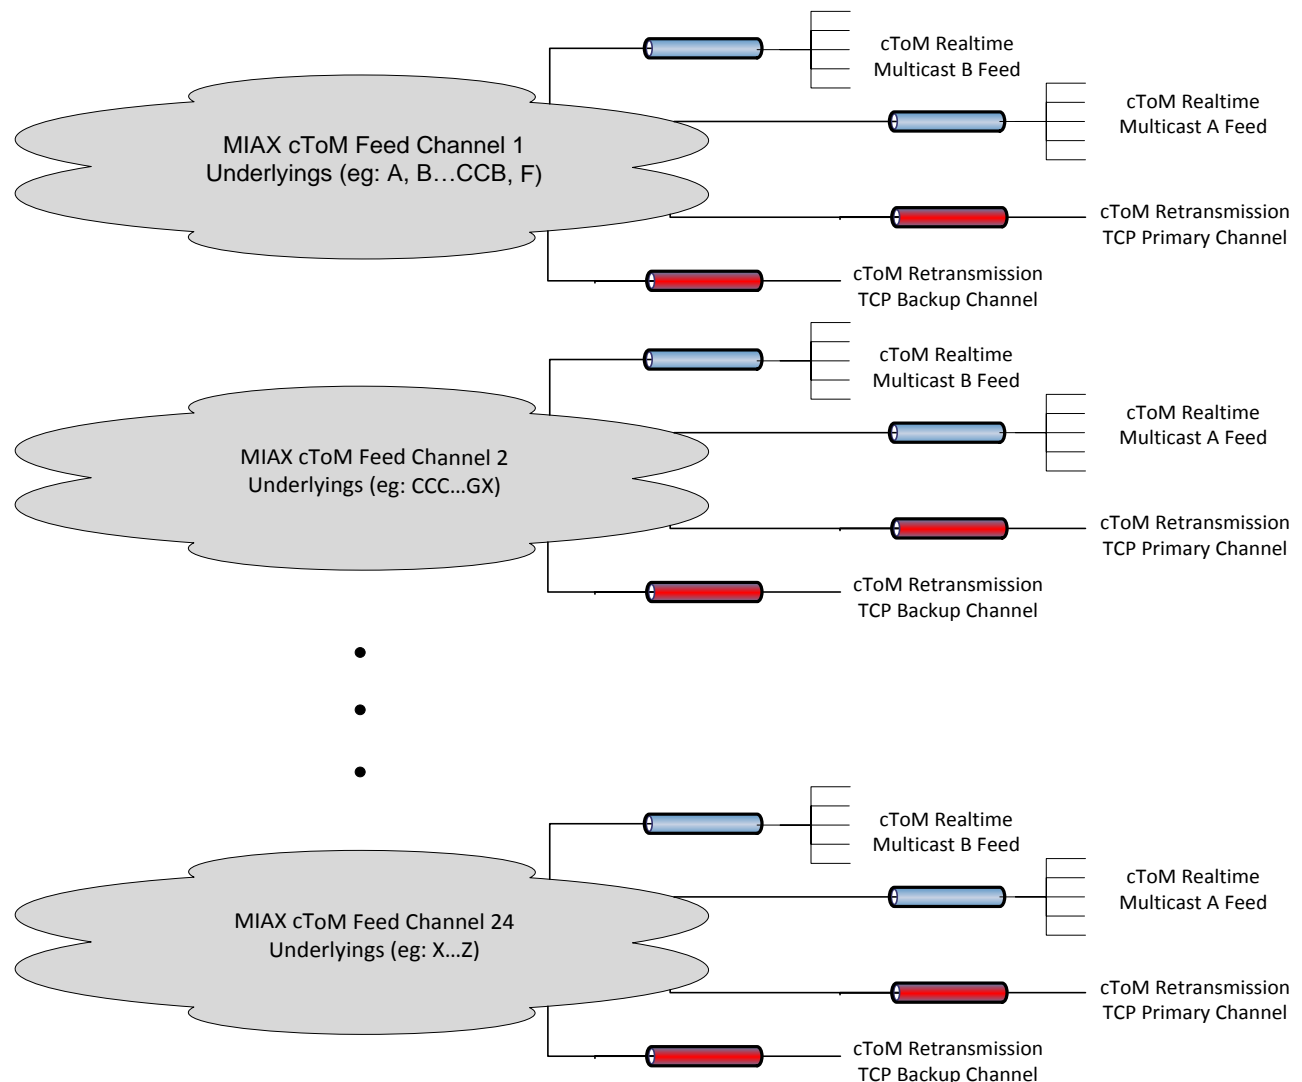 cToM Realtime
Multicast B Feed
cToM Realtime
Multicast A Feed
MIAX cToM Feed Channel 1
Underlyings (eg: A, B…CCB, F)
cToM Retransmission
TCP Primary Channel
cToM Retransmission
TCP Backup Channel
cToM Realtime
Multicast B Feed
cToM Realtime
Multicast A Feed
MIAX cToM Feed Channel 2
Underlyings (eg: CCC...GX)
cToM Retransmission
TCP Primary Channel
cToM Retransmission
TCP Backup Channel
cToM Realtime
Multicast B Feed
cToM Realtime
Multicast A Feed
MIAX cToM Feed Channel 24
Underlyings (eg: X...Z)
cToM Retransmission
TCP Primary Channel
cToM Retransmission
TCP Backup Channel